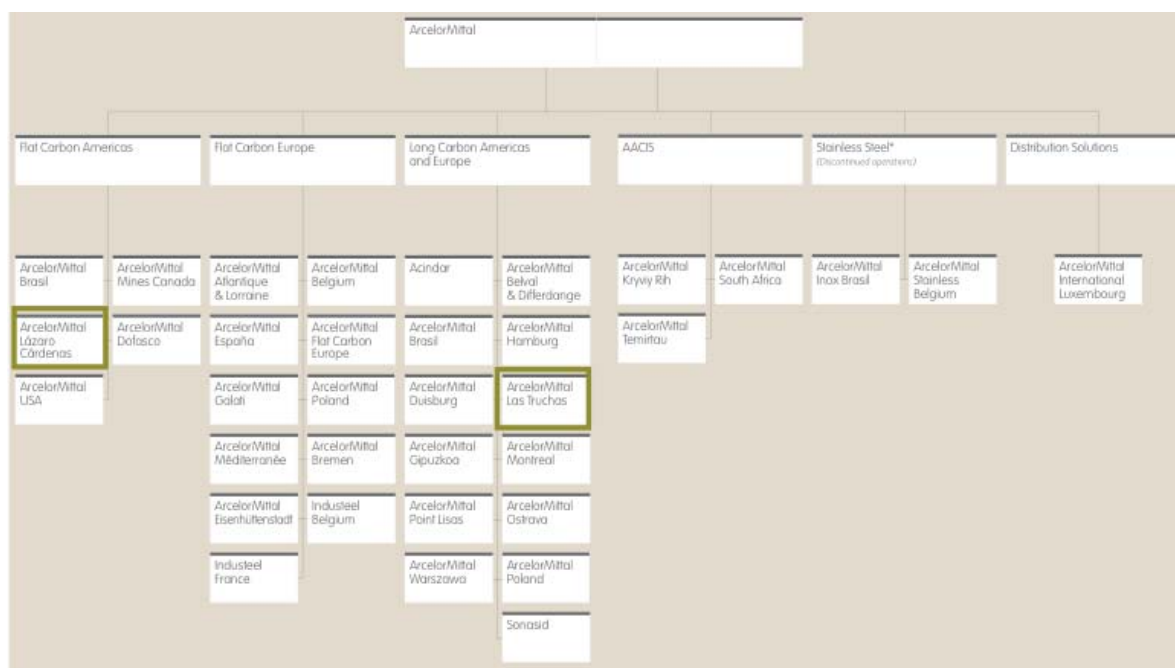 ArcelorMittal
Flat Carbon Americas
Flat Carbon Europe
Long Carbon Americas
and Europe
AACIS
Stainless Steel*
(Discontinued operations)
Distribution Solutions
ArcelorMittal
Brasil
ArcelorMittal
Mines Canada
ArcelorMittal
Lázaro
Cárdenas
ArcelorMittal
Dofasco
ArcelorMittal
USA
ArcelorMittal
Atlantique
& Lorraine
ArcelorMittal
Belgium
ArcelorMittal
España
ArcelorMittal
Flat Carbon
Europe
ArcelorMittal
Galati
ArcelorMittal
Poland
ArcelorMittal
Méditerranée
ArcelorMittal
Bremen
ArcelorMittal
Eisenhüttenstadt
Industeel
Belgium
Industeel
France
Acindar
ArcelorMittal
Belval
& Differdange
ArcelorMittal
Brasil
ArcelorMittal
Hamburg
ArcelorMittal
Duisburg
ArcelorMittal
Las Truchas
ArcelorMittal
Gipuzkoa
ArcelorMittal
Montreal
ArcelorMittal
Point Lisas
ArcelorMittal
Ostrava
ArcelorMittal
Warszawa
ArcelorMittal
Poland
Sonasid
ArcelorMittal
Kryviy Rih
ArcelorMittal
South Africa
ArcelorMittal
Temirtau
ArcelorMittal
Inox Brasil
ArcelorMittal
Stainless
Belgium
ArcelorMittal
International
Luxembourg